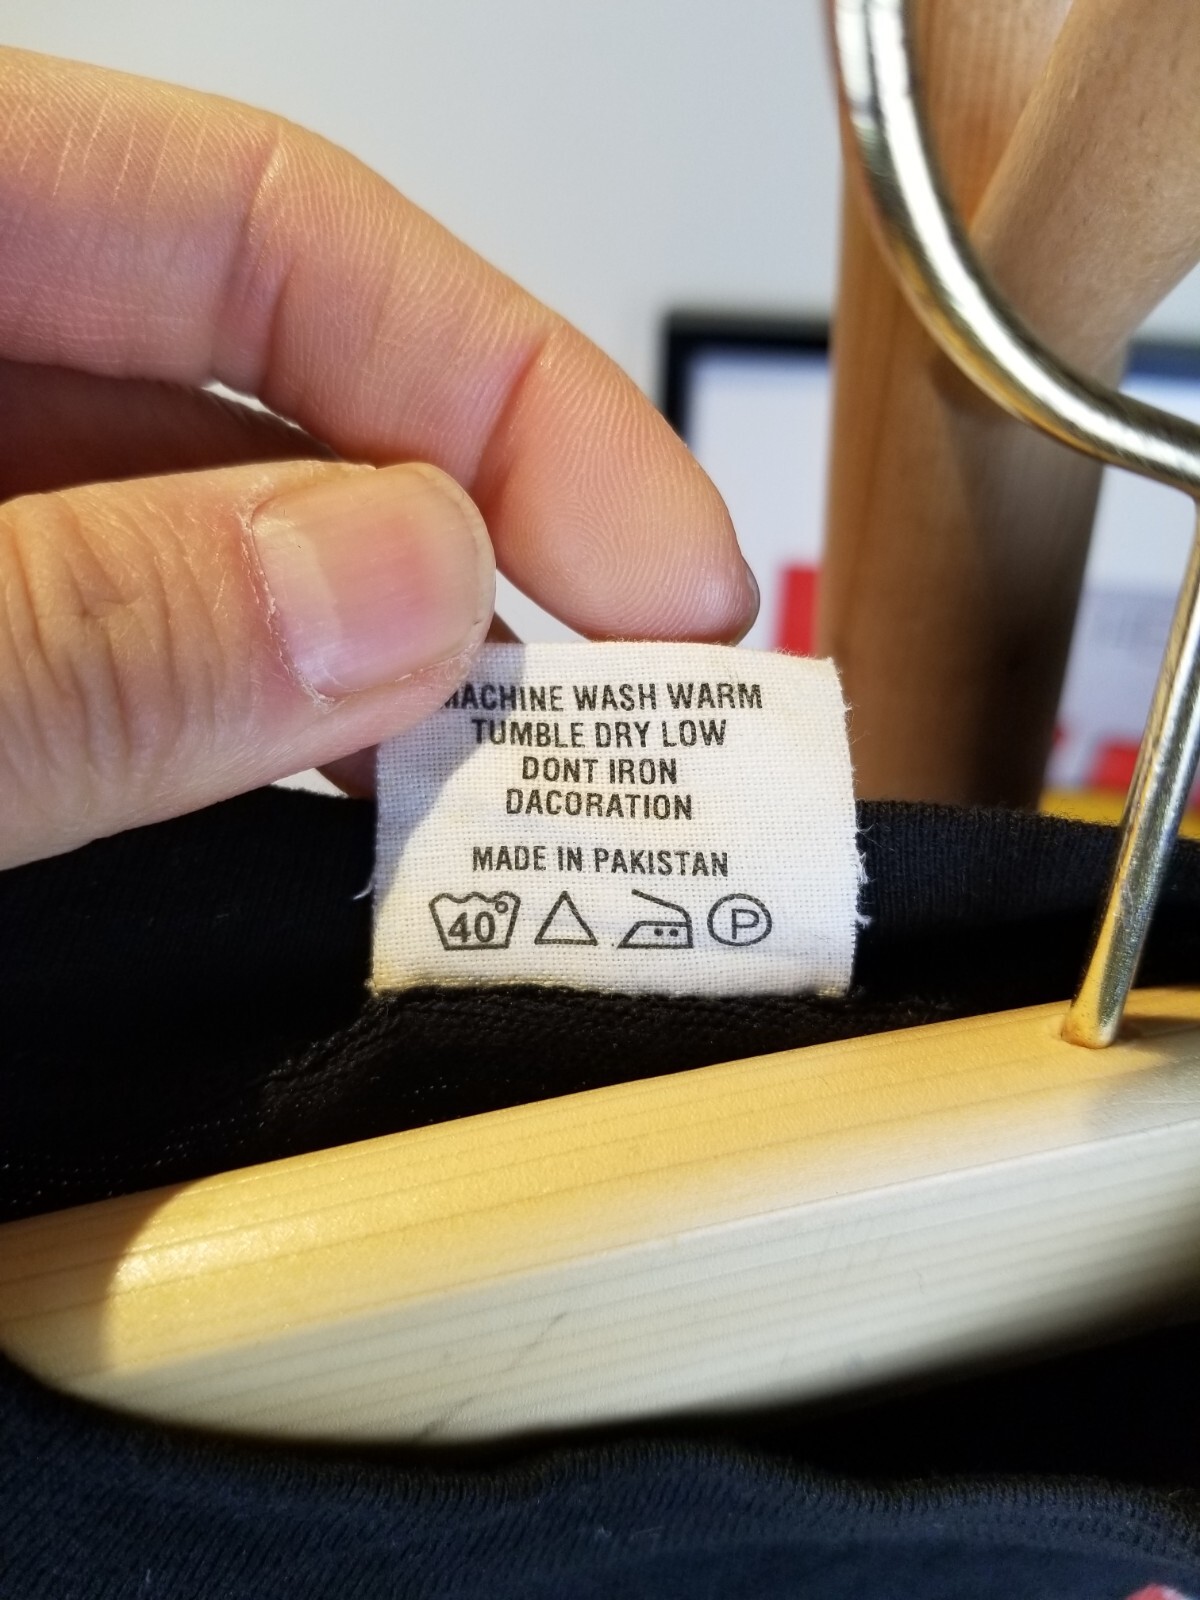 MACHINE WASH WARM
TUMBLE DRY LOW
DONT IRON
DACORATION
MADE IN PAKISTAN
40° P